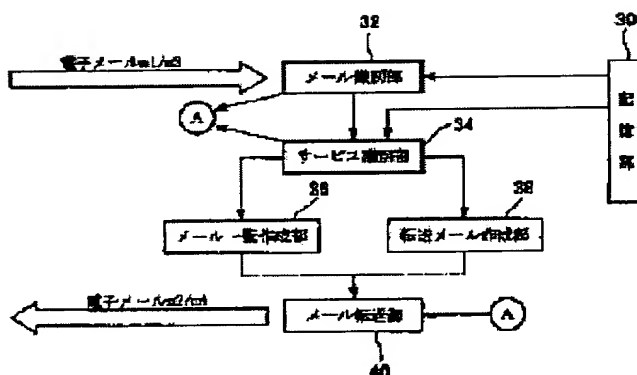 32
30
電子メールm1/m3
メール識別部
A
34
記憶部
サービス識別部
36
38
メール一覧作成部
転送メール作成部
電子メールm2/m4
メール転送部
A
40